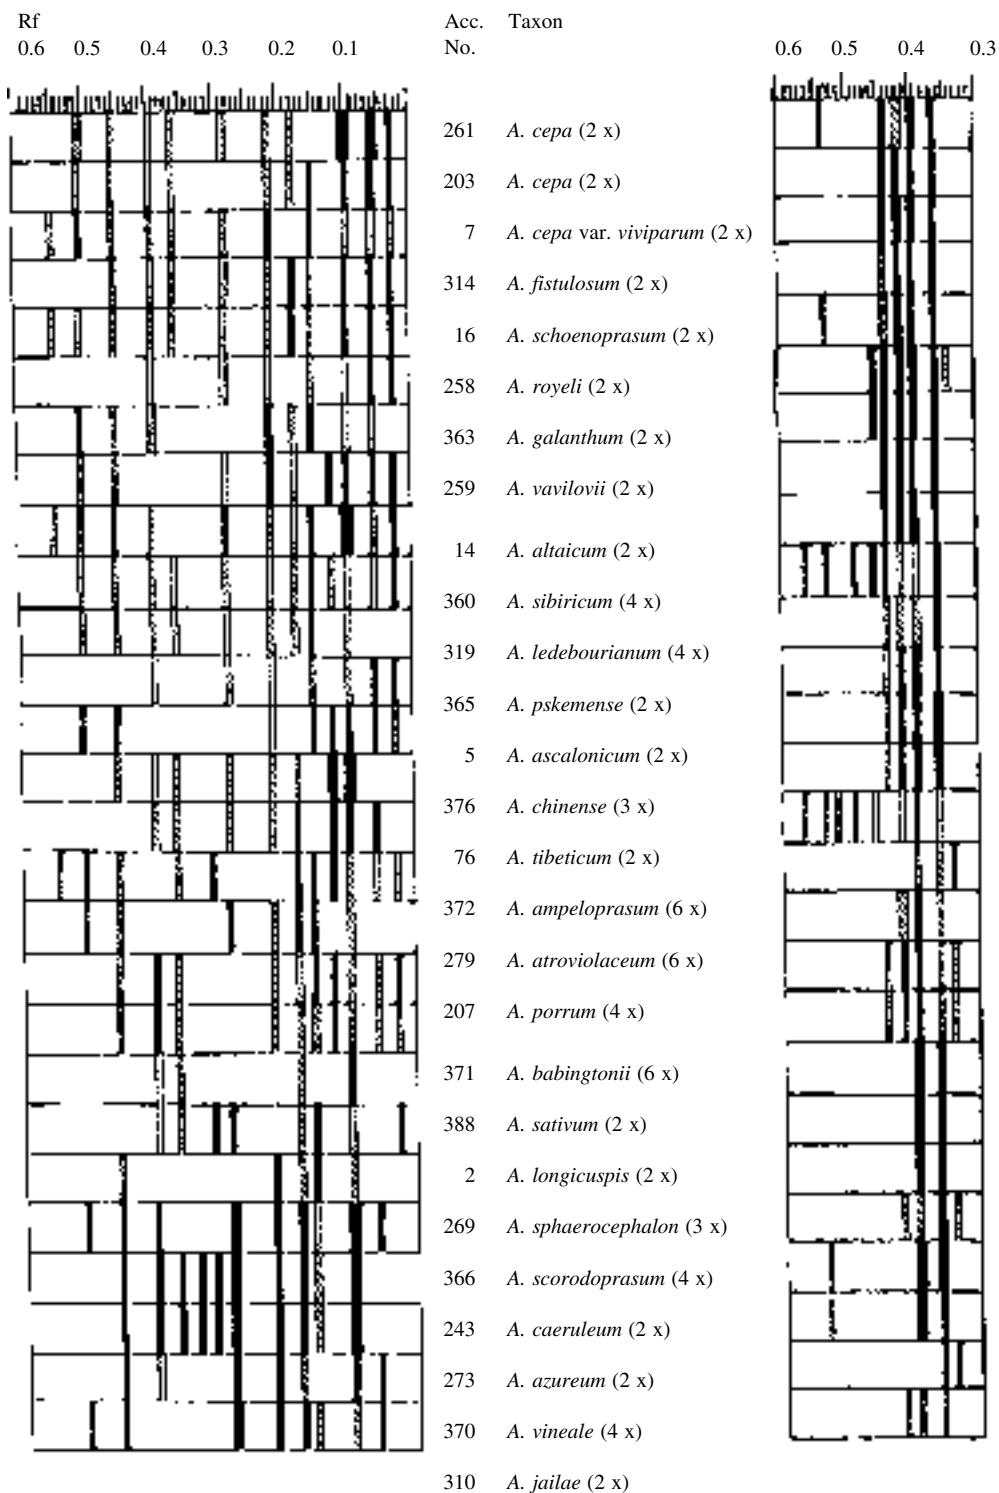 Rf Acc. Taxon
0.6 0.5 0.4 0.3 0.2 0.1 No. 0.6 0.5 0.4 0.3
261 A. cepa (2 x)
203 A. cepa (2 x)
7 A. cepa var. viviparum (2 x)
314 A. fistulosum (2 x)
16 A. schoenoprasum (2 x)
258 A. royeli (2 x)
363 A. galanthum (2 x)
259 A. vavilovii (2 x)
14 A. altaicum (2 x)
360 A. sibiricum (4 x)
319 A. ledebourianum (4 x)
365 A. pskemense (2 x)
5 A. ascalonicum (2 x)
376 A. chinense (3 x)
76 A. tibeticum (2 x)
372 A. ampeloprasum (6 x)
279 A. atroviolaceum (6 x)
207 A. porrum (4 x)
371 A. babingtonii (6 x)
388 A. sativum (2 x)
2 A. longicuspis (2 x)
269 A. sphaerocephalon (3 x)
366 A. scorodoprasum (4 x)
243 A. caeruleum (2 x)
273 A. azureum (2 x)
370 A. vineale (4 x)
310 A. jailae (2 x)